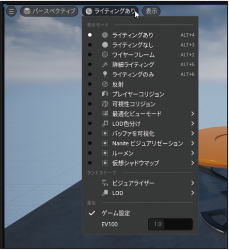 パースペクティブ ライティングあり 表示
表示モード
ライティングあり ALT+4
ライティングなし ALT+3
ワイヤーフレーム ALT+2
詳細ライティング ALT+5
ライティングのみ ALT+6
反射
プレイヤーコリジョン
可視性コリジョン
最適化ビューモード
LOD色分け
バッファを可視化
Nanite ビジュアリゼーション
ルーメン
仮想シャドウマップ
ランドスケープ
ビジュアライザー
LOD
露出
ゲーム設定
EV100 1.0